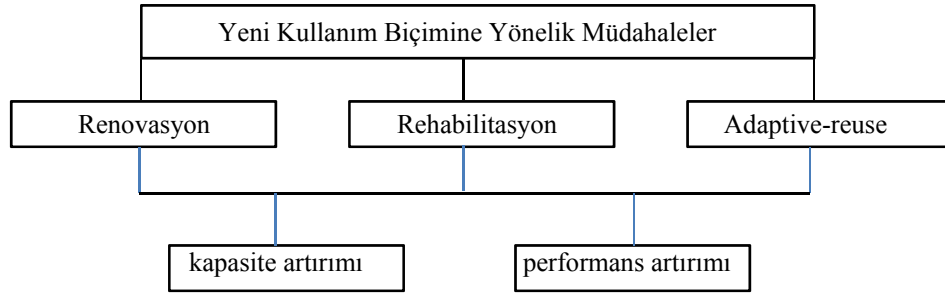 Yeni Kullanım Biçimine Yönelik Müdahaleler
Renovasyon
Rehabilitasyon
Adaptive-reuse
kapasite artırımı
performans artırımı